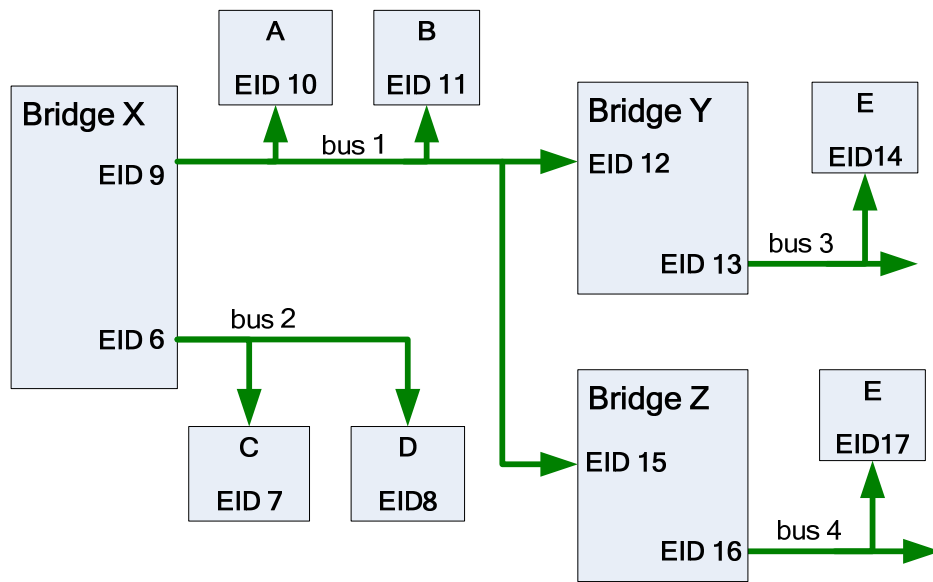 A
EID 10
B
EID 11
Bridge X
EID 9
bus 1
Bridge Y
EID 12
EID 13
E
EID14
bus 3
EID 6
bus 2
C
EID 7
D
EID8
Bridge Z
EID 15
EID 16
E
EID17
bus 4